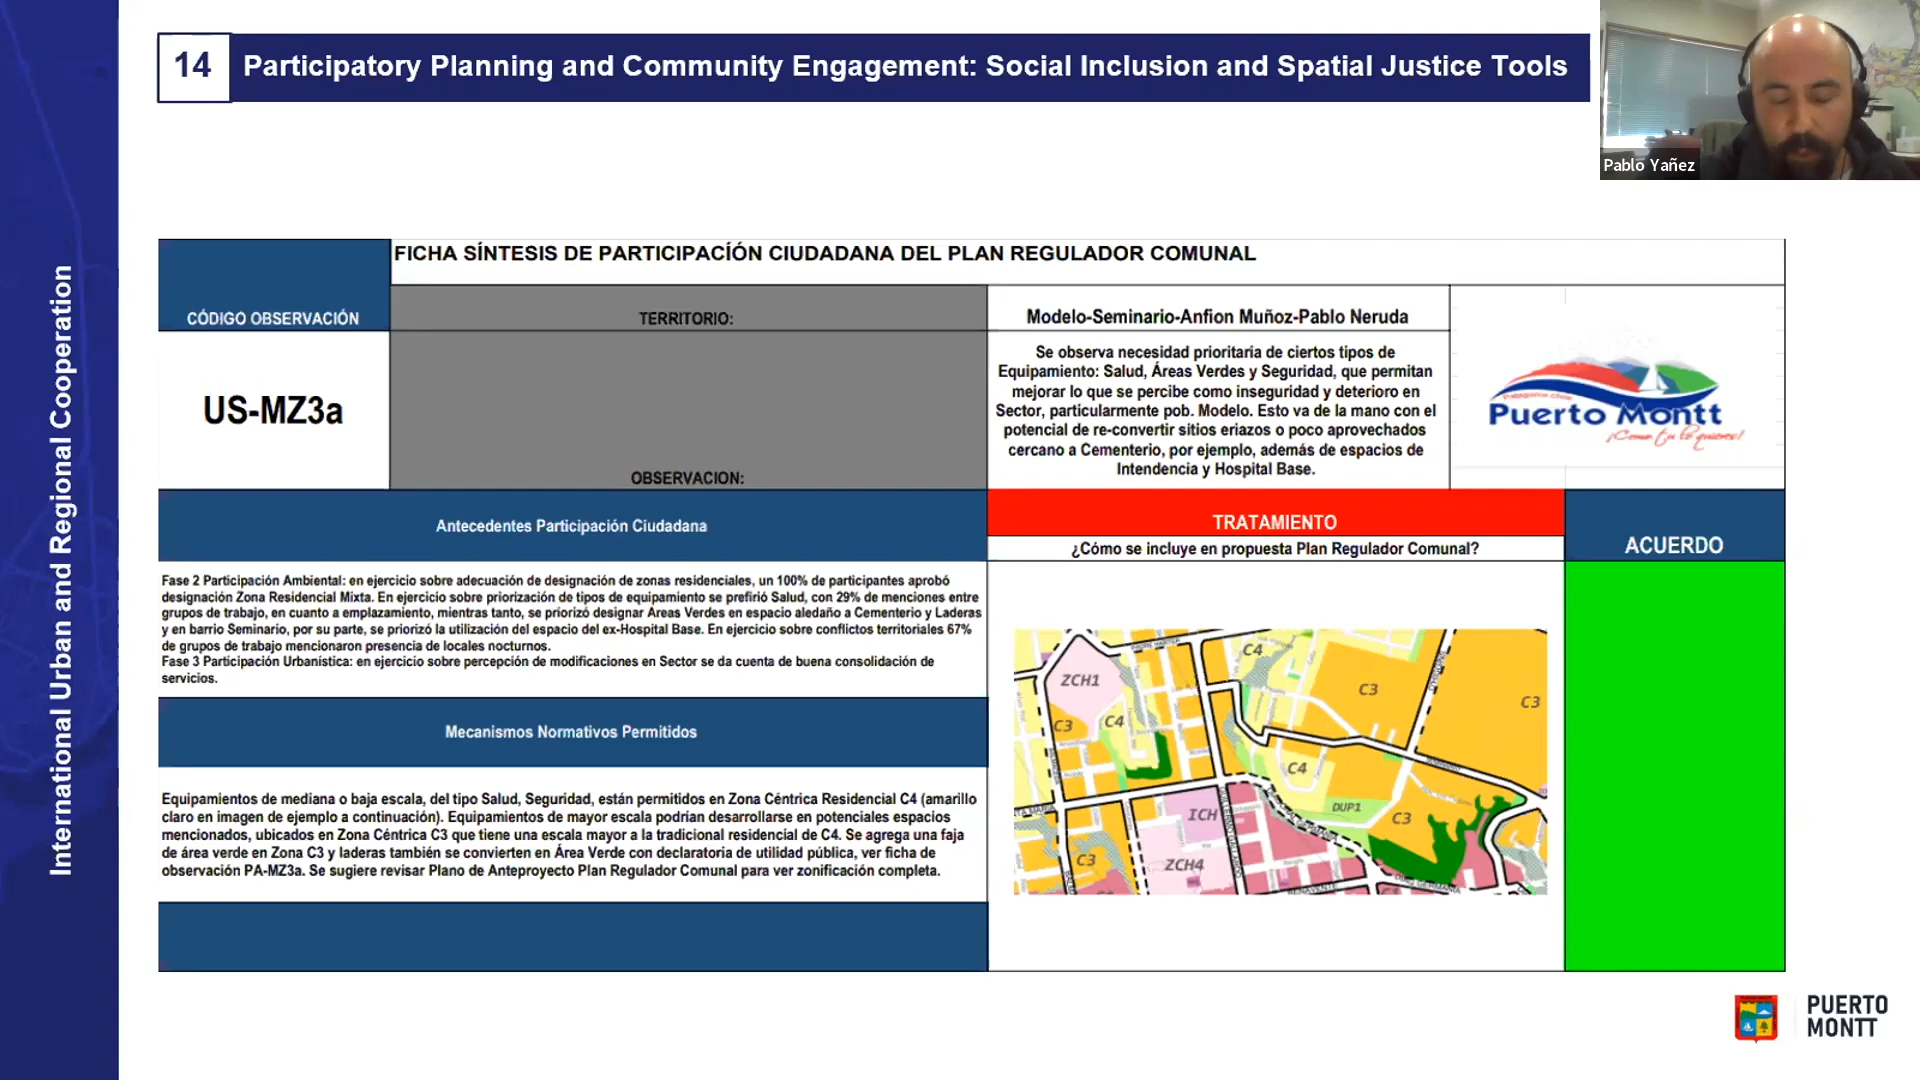 14
Participatory Planning and Community Engagement: Social Inclusion and Spatial Justice Tools
Pablo Yañez
International Urban and Regional Cooperation
FICHA SÍNTESIS DE PARTICIPACÍÓN CIUDADANA DEL PLAN REGULADOR COMUNAL
CÓDIGO OBSERVACIÓN
TERRITORIO:
Modelo-Seminario-Anfion Muñoz-Pablo Neruda
US-MZ3a
OBSERVACION:
Se observa necesidad prioritaria de ciertos tipos de
Equipamiento: Salud, Áreas Verdes y Seguridad, que permitan
mejorar lo que se percibe como inseguridad y deterioro en
Sector, particularmente pob. Modelo. Esto va de la mano con el
potencial de re-convertir sitios eriazos o poco aprovechados
cercano a Cementerio, por ejemplo, además de espacios de
Intendencia y Hospital Base.
Puerto Montt
¡Como tu lo quieres!
Antecedentes Participación Ciudadana
TRATAMIENTO
¿Cómo se incluye en propuesta Plan Regulador Comunal?
ACUERDO
Fase 2 Participación Ambiental: en ejercicio sobre adecuación de designación de zonas residenciales, un 100% de participantes aprobó
designación Zona Residencial Mixta. En ejercicio sobre priorización de tipos de equipamiento se prefirió Salud, con 29% de menciones entre
grupos de trabajo, en cuanto a emplazamiento, mientras tanto, se priorizó designar Areas Verdes en espacio aledaño a Cementerio y Laderas
y en barrio Seminario, por su parte, se priorizó la utilización del espacio del ex-Hospital Base. En ejercicio sobre conflictos territoriales 67%
de grupos de trabajo mencionaron presencia de locales nocturnos.
Fase 3 Participación Urbanística: en ejercicio sobre percepción de modificaciones en Sector se da cuenta de buena consolidación de
servicios.
Mecanismos Normativos Permitidos
Equipamientos de mediana o baja escala, del tipo Salud, Seguridad, están permitidos en Zona Céntrica Residencial C4 (amarillo
claro en imagen de ejemplo a continuación). Equipamientos de mayor escala podrían desarrollarse en potenciales espacios
mencionados, ubicados en Zona Céntrica C3 que tiene una escala mayor a la tradicional residencial de C4. Se agrega una faja
de área verde en Zona C3 y laderas también se convierten en Área Verde con declaratoria de utilidad pública, ver ficha de
observación PA-MZ3a. Se sugiere revisar Plano de Anteproyecto Plan Regulador Comunal para ver zonificación completa.
C4
ZCH1
C3
C3
C3
C4
C4
DUP1
ICH
C3
C3
ZCH4
PUERTO
MONTT